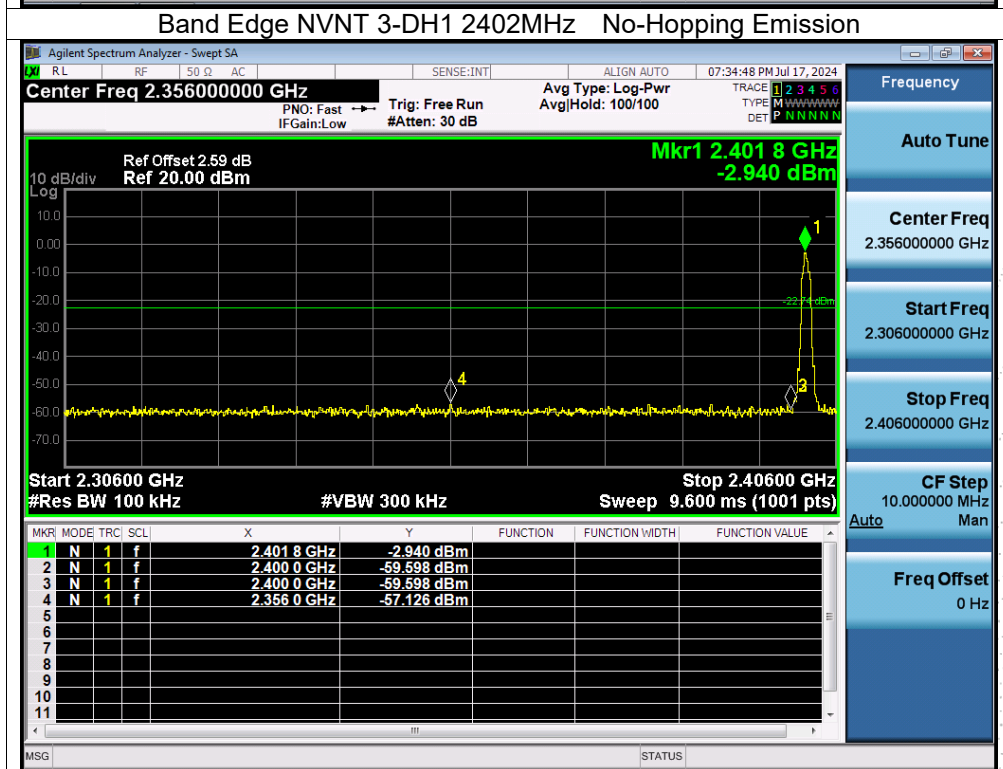 Band Edge NVNT 3-DH1 2402MHz No-Hopping Emission
Agilent Spectrum Analyzer - Swept SA
LXI RL RF 50 Ω AC SENSE:INT ALIGN AUTO 07:34:48 PM Jul 17, 2024
Center Freq 2.356000000 GHz
PNO: Fast
IFGain:Low
Trig: Free Run
#Atten: 30 dB
Avg Type: Log-Pwr
Avg|Hold: 100/100
TRACE 1 2 3 4 5 6
TYPE M WWWWW
DET P N N N N N
Frequency
Auto Tune
Center Freq
2.356000000 GHz
Start Freq
2.306000000 GHz
Stop Freq
2.406000000 GHz
CF Step
10.000000 MHz
Auto Man
Freq Offset
0 Hz
Mkr1 2.401 8 GHz
-2.940 dBm
Ref Offset 2.59 dB
10 dB/div Ref 20.00 dBm
Log
10.0
0.00
-10.0
-20.0
-30.0
-40.0
-50.0
-60.0
-70.0
1
-22.74 dBm
4
3
Start 2.30600 GHz Stop 2.40600 GHz
#Res BW 100 kHz #VBW 300 kHz Sweep 9.600 ms (1001 pts)
MKR MODE TRC SCL X Y FUNCTION FUNCTION WIDTH FUNCTION VALUE
1 N 1 f 2.401 8 GHz -2.940 dBm
2 N 1 f 2.400 0 GHz -59.598 dBm
3 N 1 f 2.400 0 GHz -59.598 dBm
4 N 1 f 2.356 0 GHz -57.126 dBm
5
6
7
8
9
10
11
MSG STATUS